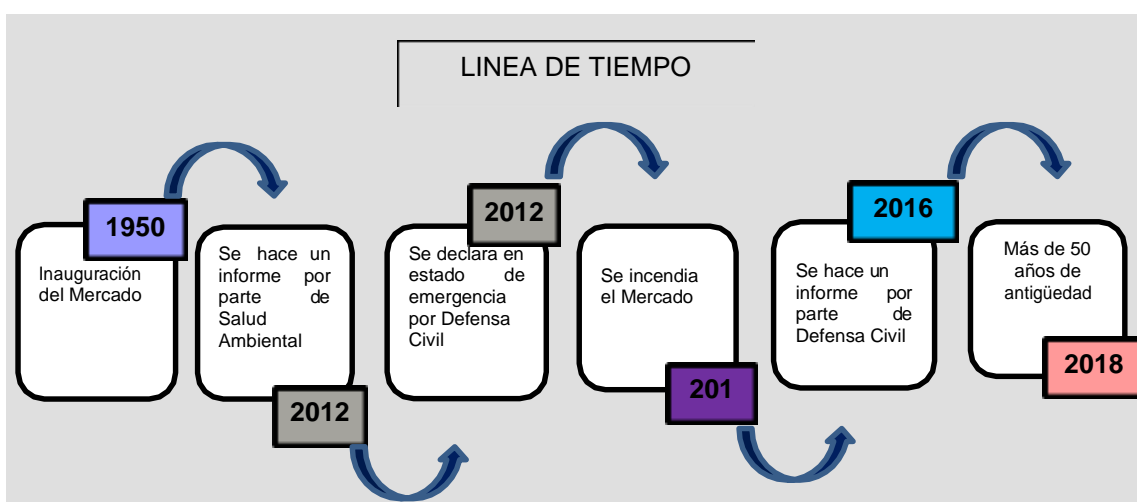 LINEA DE TIEMPO
1950
Inauguración
del Mercado
Se hace un
informe por
parte de
Salud
Ambiental
2012
2012
Se declara en
estado de
emergencia
por Defensa
Civil
Se incendia
el Mercado
201
2016
Se hace un
informe por
parte de
Defensa Civil
Más de 50
años de
antigüedad
2018